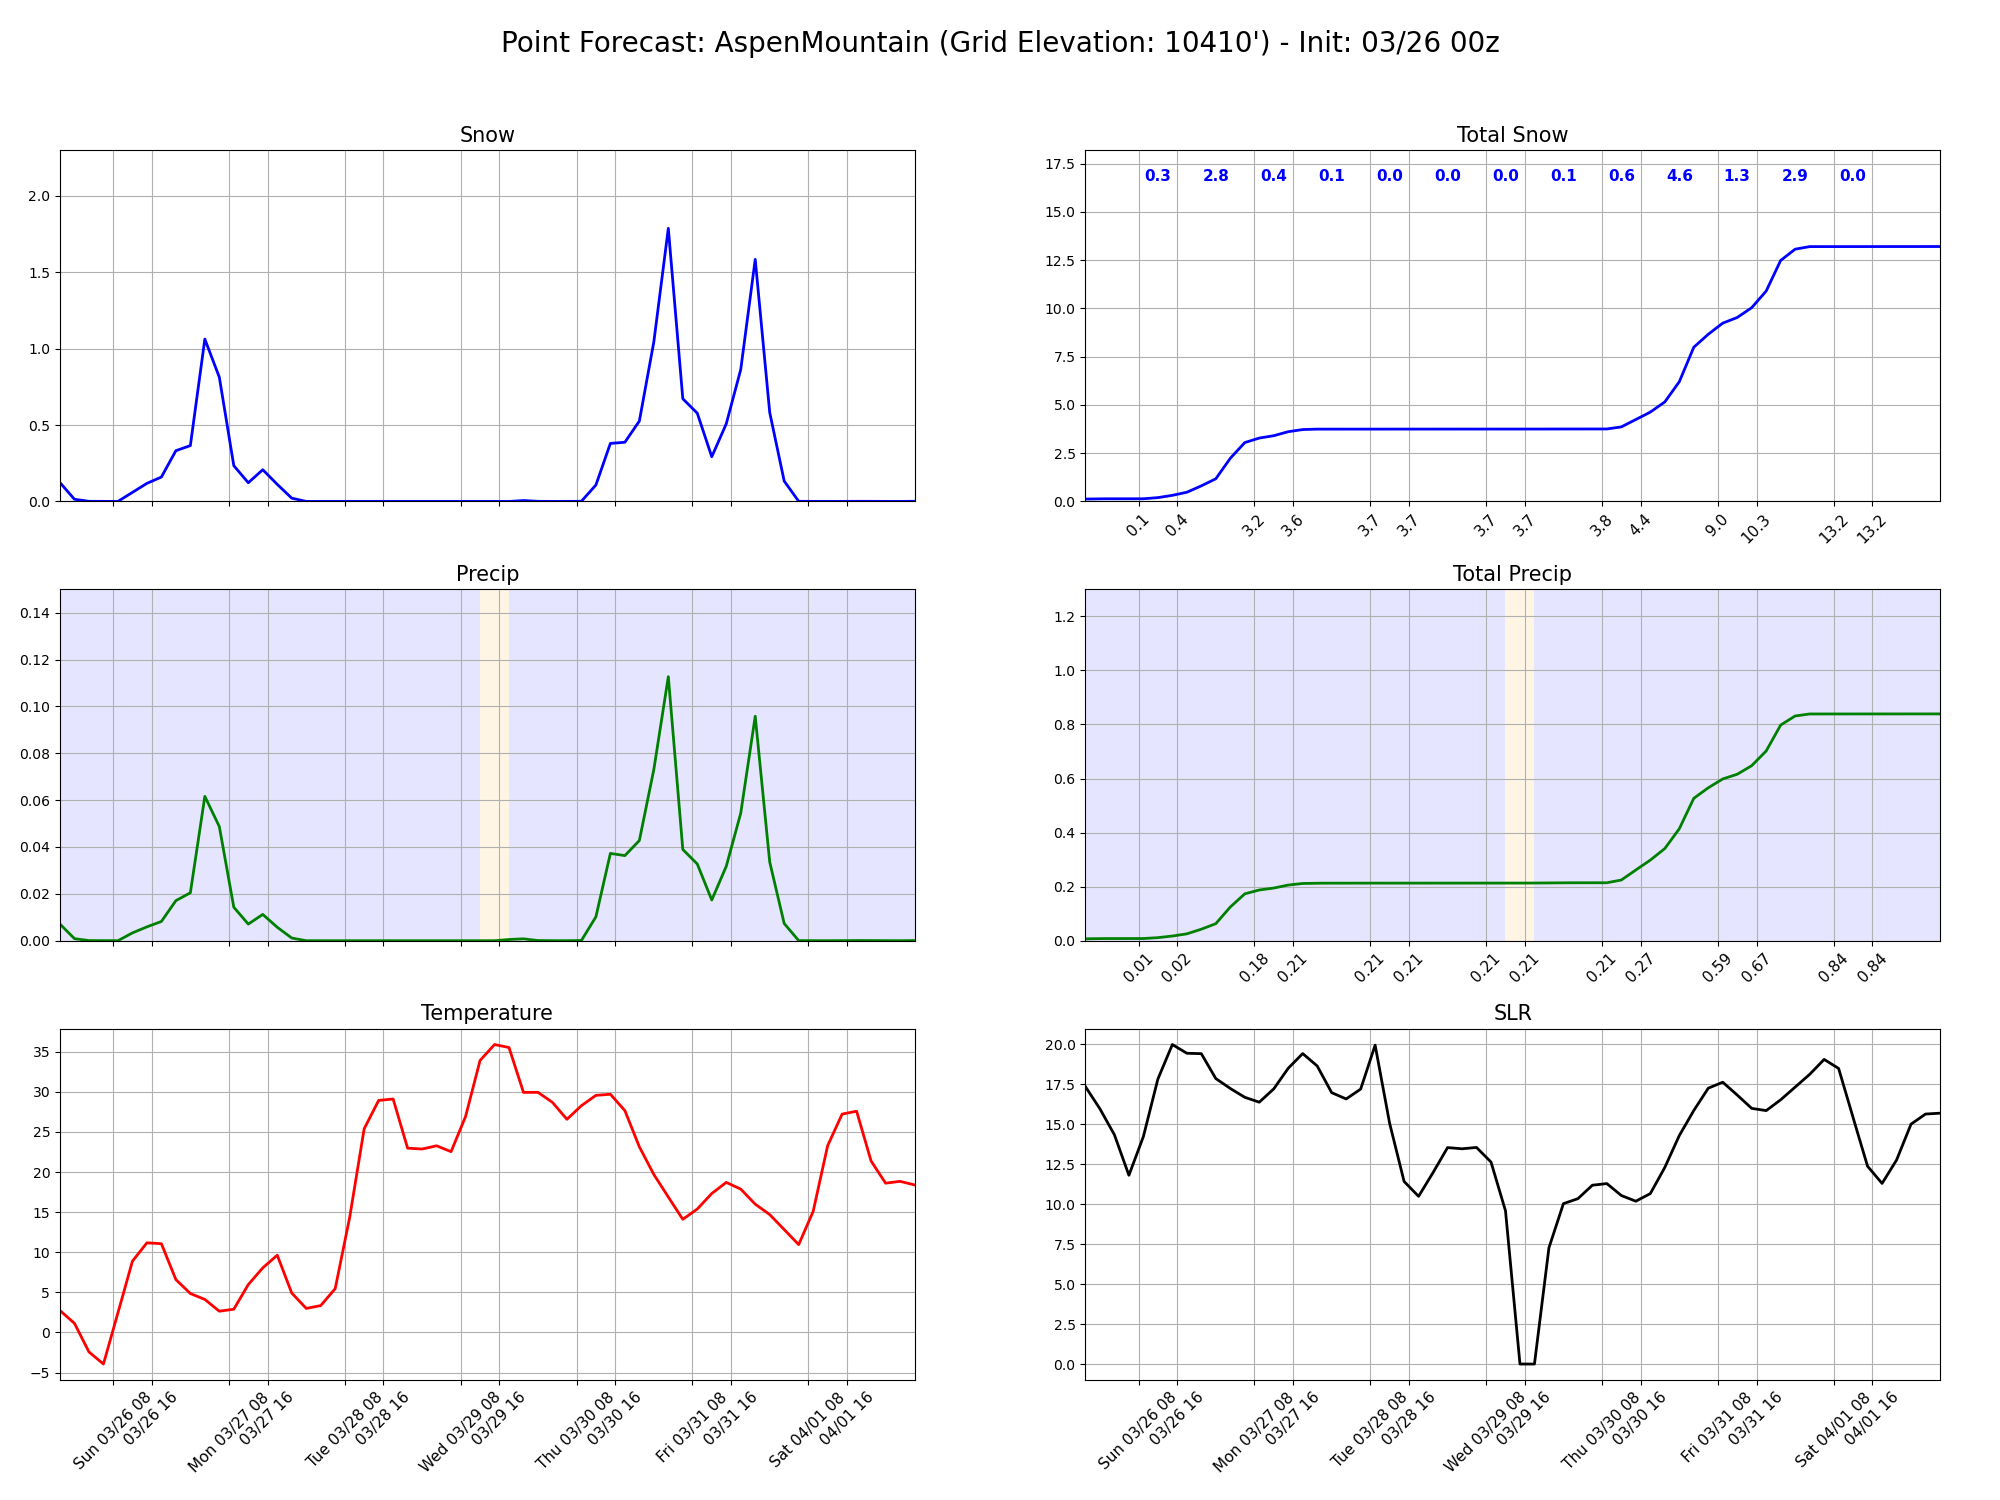 Point Forecast: AspenMountain (Grid Elevation: 10410') - Init: 03/26 00z
Snow
2.0
1.5
1.0
0.5
0.0
Total Snow
17.5
15.0
12.5
10.0
7.5
5.0
2.5
0.0
0.3 2.8 0.4 0.1 0.0 0.0 0.0 0.1 0.6 4.6 1.3 2.9 0.0
0.1 0.4 3.2 3.6 3.7 3.7 3.7 3.7 3.8 4.4 9.0 10.3 13.2 13.2
Precip
0.14
0.12
0.10
0.08
0.06
0.04
0.02
0.00
Total Precip
1.2
1.0
0.8
0.6
0.4
0.2
0.0
0.01 0.02 0.18 0.21 0.21 0.21 0.21 0.21 0.21 0.27 0.59 0.67 0.84 0.84
Temperature
35
30
25
20
15
10
5
0
−5
Sun 03/26 08
03/26 16
Mon 03/27 08
03/27 16
Tue 03/28 08
03/28 16
Wed 03/29 08
03/29 16
Thu 03/30 08
03/30 16
Fri 03/31 08
03/31 16
Sat 04/01 08
04/01 16
SLR
20.0
17.5
15.0
12.5
10.0
7.5
5.0
2.5
0.0
Sun 03/26 08
03/26 16
Mon 03/27 08
03/27 16
Tue 03/28 08
03/28 16
Wed 03/29 08
03/29 16
Thu 03/30 08
03/30 16
Fri 03/31 08
03/31 16
Sat 04/01 08
04/01 16